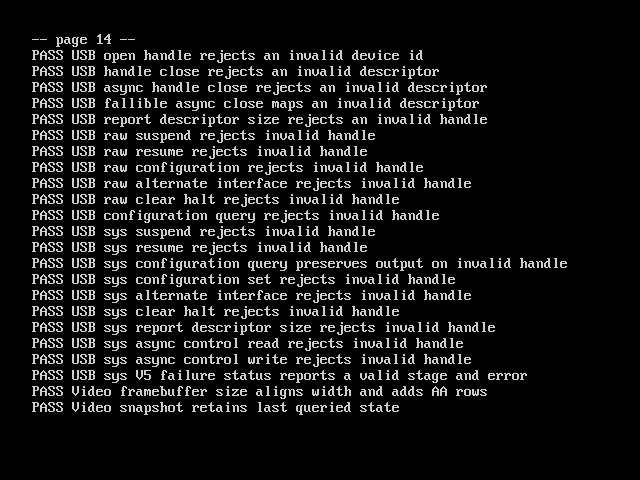 -- page 14 --
PASS USB open handle rejects an invalid device id
PASS USB handle close rejects an invalid descriptor
PASS USB async handle close rejects an invalid descriptor
PASS USB fallible async close maps an invalid descriptor
PASS USB report descriptor size rejects an invalid handle
PASS USB raw suspend rejects invalid handle
PASS USB raw resume rejects invalid handle
PASS USB raw configuration rejects invalid handle
PASS USB raw alternate interface rejects invalid handle
PASS USB raw clear halt rejects invalid handle
PASS USB configuration query rejects invalid handle
PASS USB sys suspend rejects invalid handle
PASS USB sys resume rejects invalid handle
PASS USB sys configuration query preserves output on invalid handle
PASS USB sys configuration set rejects invalid handle
PASS USB sys alternate interface rejects invalid handle
PASS USB sys clear halt rejects invalid handle
PASS USB sys report descriptor size rejects invalid handle
PASS USB sys async control read rejects invalid handle
PASS USB sys async control write rejects invalid handle
PASS USB sys V5 failure status reports a valid stage and error
PASS Video framebuffer size aligns width and adds AA rows
PASS Video snapshot retains last queried state